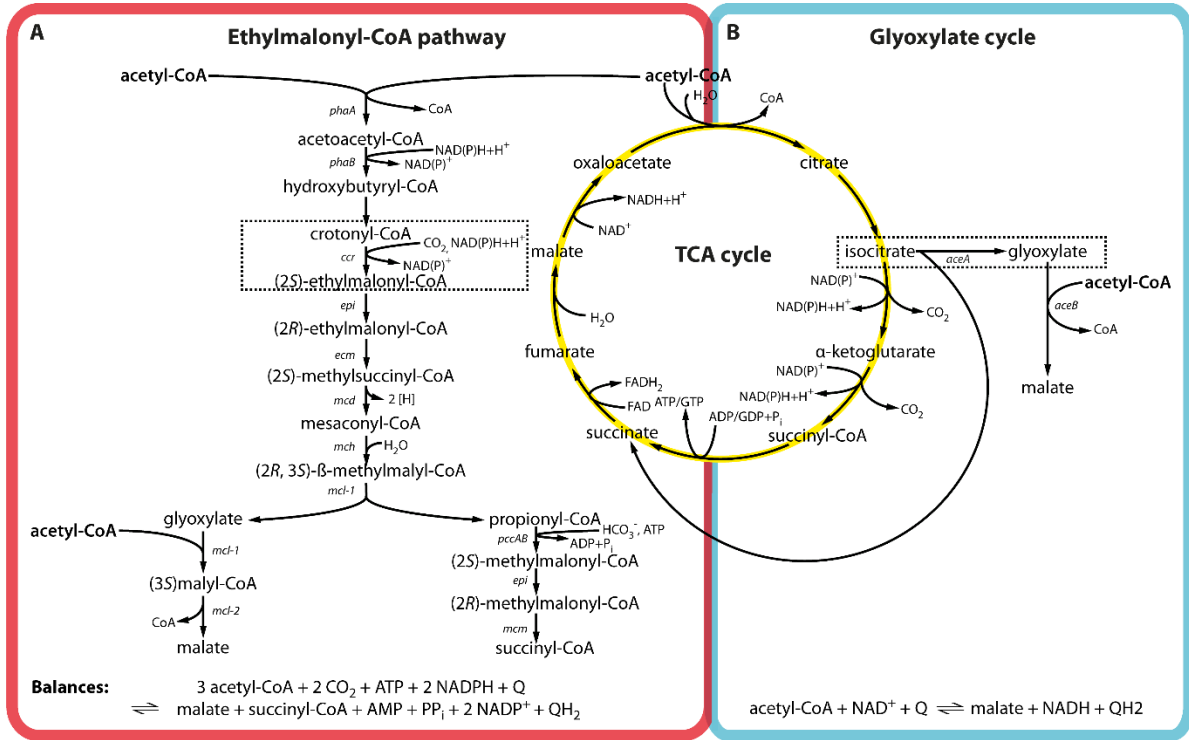 A
Ethylmalonyl-CoA pathway
acetyl-CoA
acetyl-CoA
phaA
CoA
acetoacetyl-CoA
phaB
NAD(P)H+H⁺
NAD(P)⁺
hydroxybutyryl-CoA
crotonyl-CoA
ccr
CO₂, NAD(P)H+H⁺
NAD(P)⁺
(2S)-ethylmalonyl-CoA
epi
(2R)-ethylmalonyl-CoA
ecm
(2S)-methylsuccinyl-CoA
mcd
2 [H]
mesaconyl-CoA
mch
H₂O
(2R, 3S)-ß-methylmalyl-CoA
mcl-1
acetyl-CoA
glyoxylate
mcl-1
(3S)malyl-CoA
CoA
mcl-2
malate
propionyl-CoA
pccAB
HCO₃⁻, ATP
ADP+Pᵢ
(2S)-methylmalonyl-CoA
epi
(2R)-methylmalonyl-CoA
mcm
succinyl-CoA
Balances:
3 acetyl-CoA + 2 CO₂ + ATP + 2 NADPH + Q
⇌ malate + succinyl-CoA + AMP + PPᵢ + 2 NADP⁺ + QH₂
B
Glyoxylate cycle
H₂O
CoA
TCA cycle
oxaloacetate
citrate
isocitrate
NAD(P)⁺
NAD(P)H+H⁺
CO₂
α-ketoglutarate
NAD(P)⁺
NAD(P)H+H⁺
CO₂
succinyl-CoA
ADP/GDP+Pᵢ
ATP/GTP
succinate
FAD
FADH₂
fumarate
H₂O
malate
NAD⁺
NADH+H⁺
aceA
glyoxylate
acetyl-CoA
aceB
CoA
malate
acetyl-CoA + NAD⁺ + Q ⇌ malate + NADH + QH2